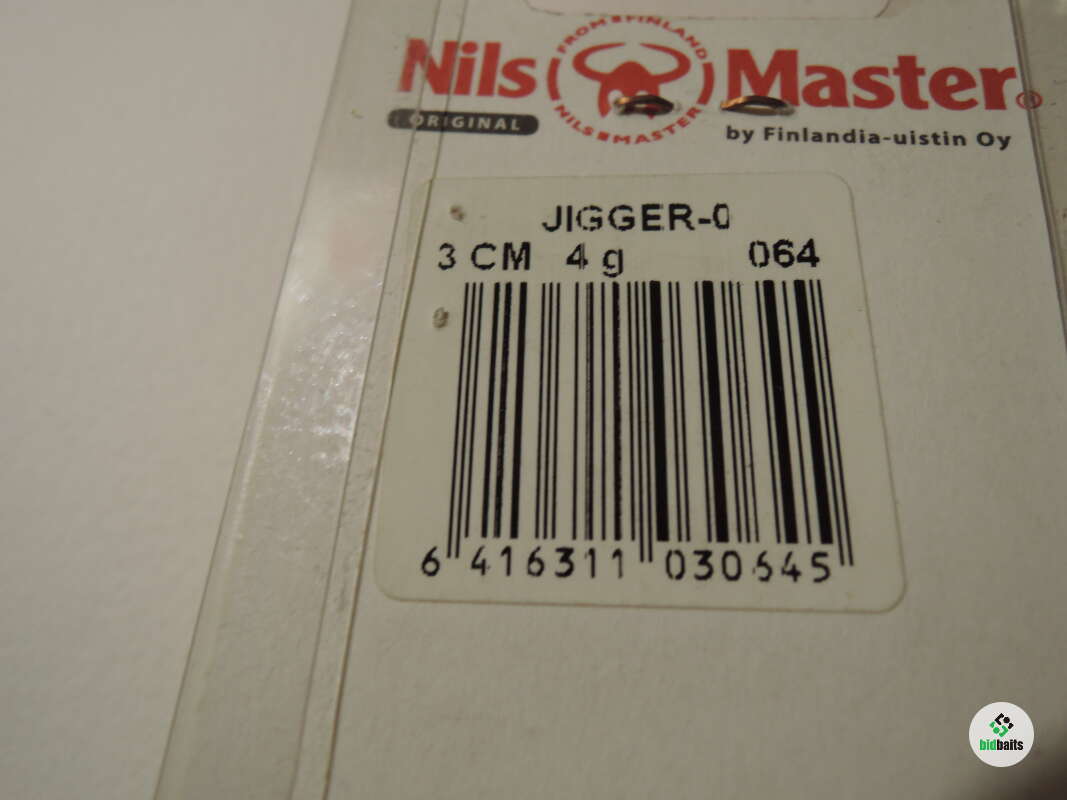 Nils Master®
FROM FINLAND
NILS MASTER
ORIGINAL
by Finlandia-uistin Oy
JIGGER-0
3 CM 4 g 064
6 416311 030645
bidbaits